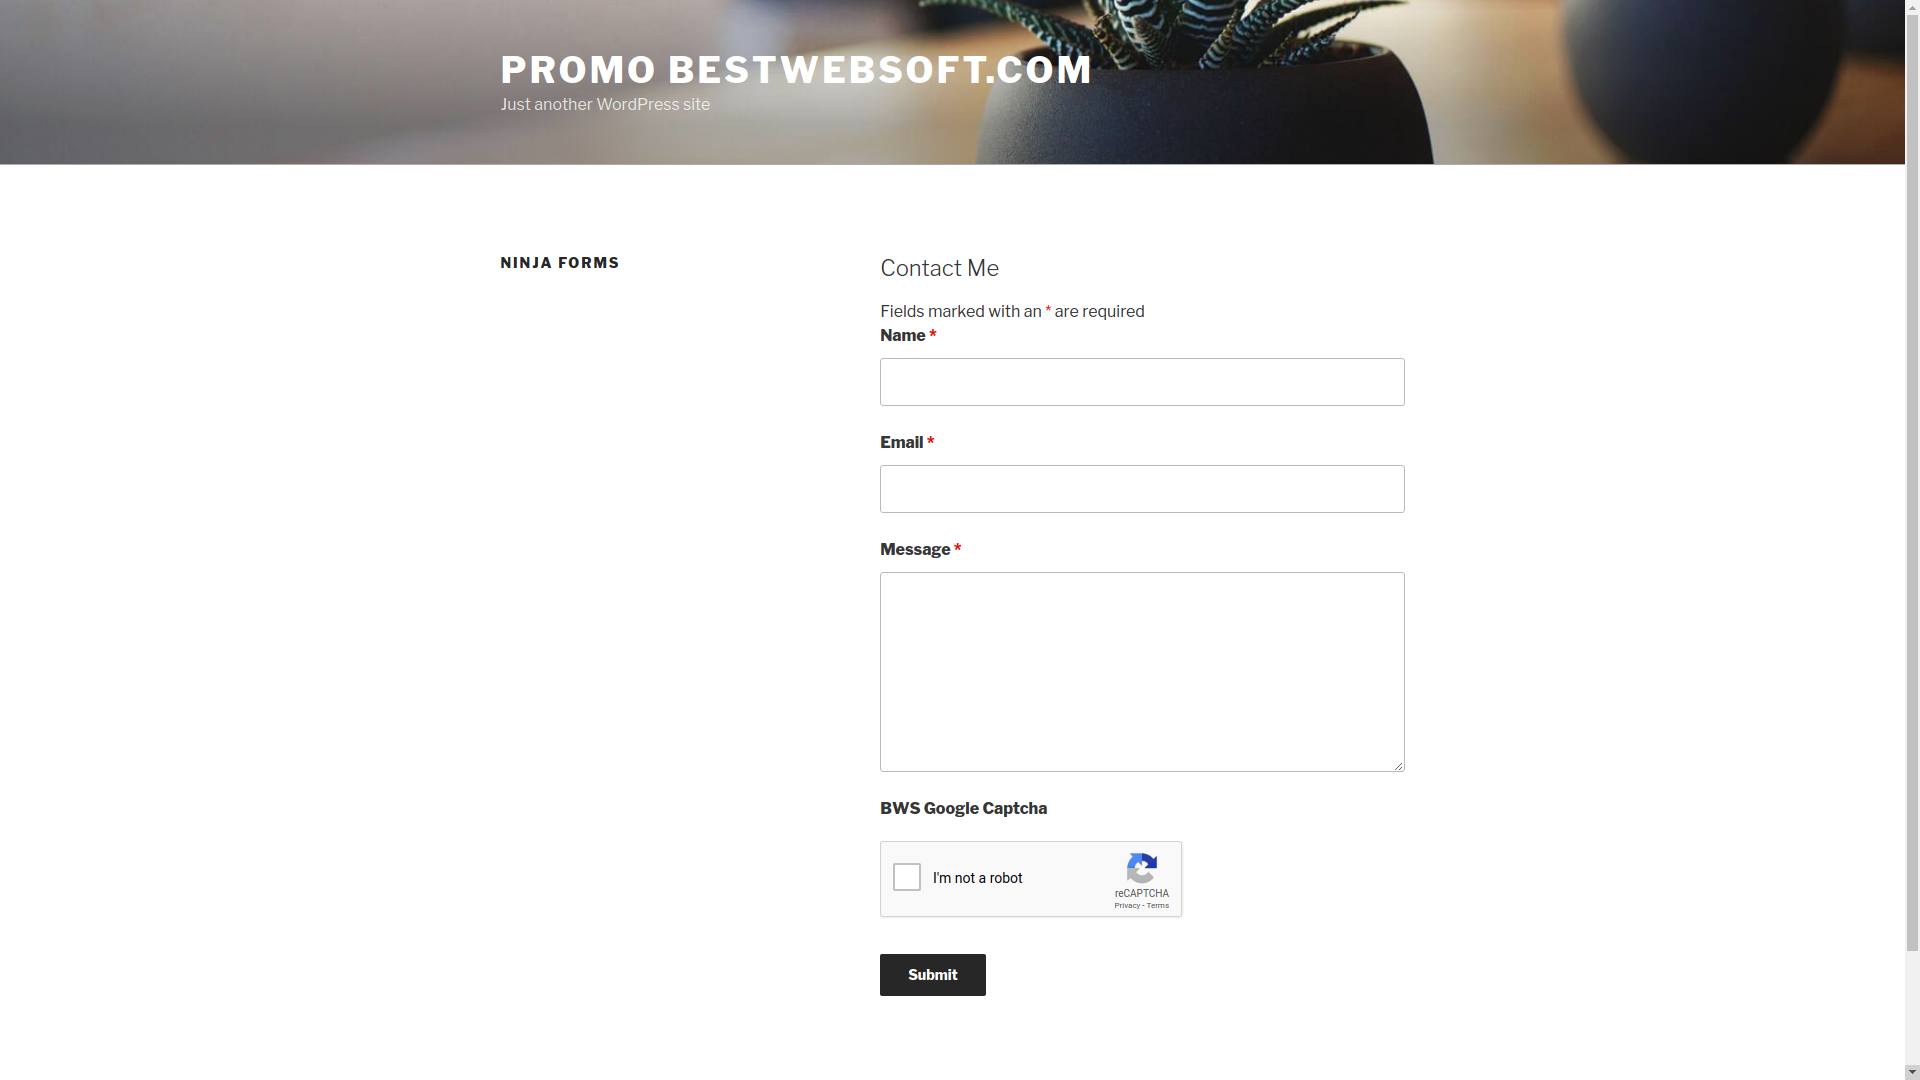 PROMO BESTWEBSOFT.COM
Just another WordPress site
NINJA FORMS
Contact Me
Fields marked with an * are required
Name *
Email *
Message *
BWS Google Captcha
I'm not a robot
reCAPTCHA
Privacy - Terms
Submit